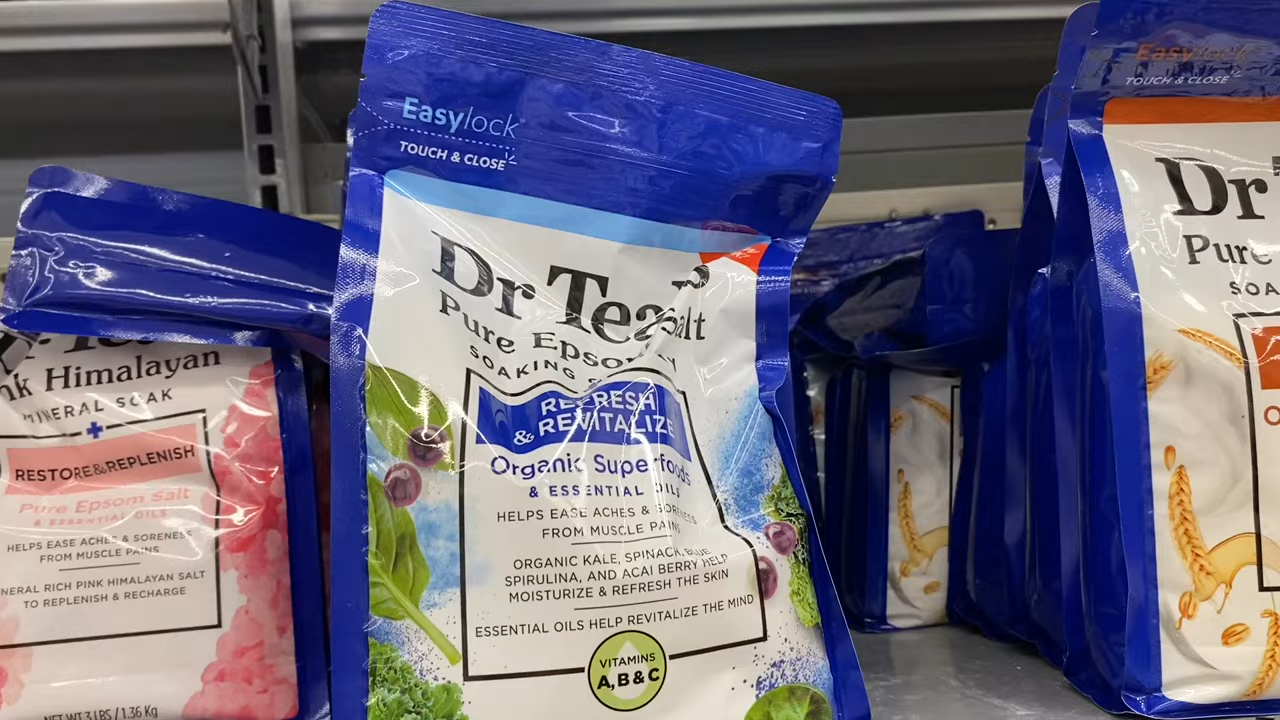 Easylock
TOUCH & CLOSE
Dr Teal
Pure Epsom Salt
SOAKING
REFRESH
& REVITALIZE
Organic Superfoods
& ESSENTIAL OILS
HELPS EASE ACHES & SORENESS
FROM MUSCLE PAINS
ORGANIC KALE, SPINACH, BLUE
SPIRULINA, AND ACAI BERRY HELP
MOISTURIZE & REFRESH THE SKIN
ESSENTIAL OILS HELP REVITALIZE THE MIND
VITAMINS
A,B&C
nk Himalayan
MINERAL SOAK
RESTORE&REPLENISH
Pure Epsom Salt
& ESSENTIAL OILS
HELPS EASE ACHES & SORENESS
FROM MUSCLE PAINS
NERAL RICH PINK HIMALAYAN SALT
TO REPLENISH & RECHARGE
NET WT 3 LBS / 1.36 Kg
Easylock
TOUCH & CLOSE
Dr
Pure
SOA